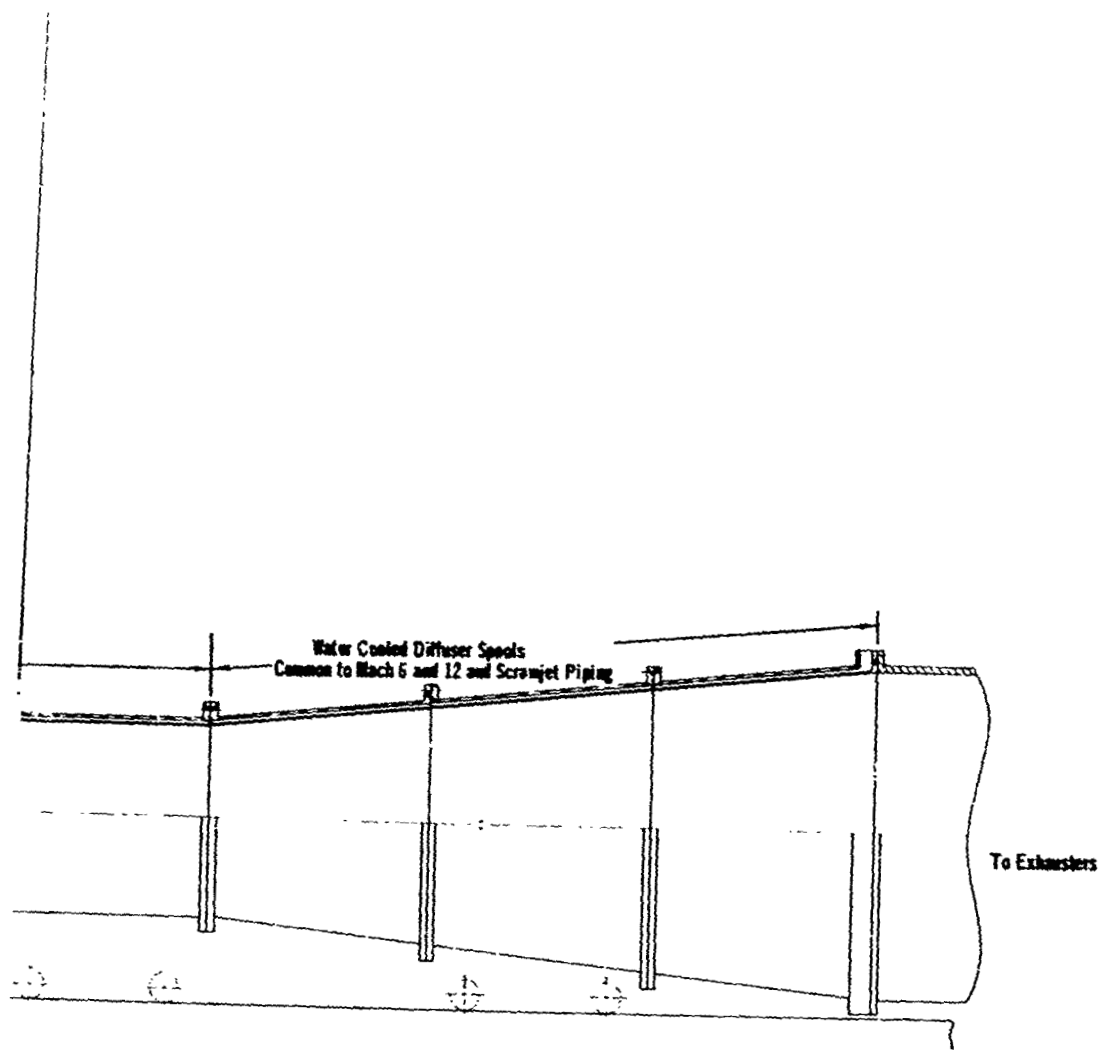 Water Cooled Diffuser Spools
Common to Mach 6 and 12 and Scramjet Piping
To Exhausters